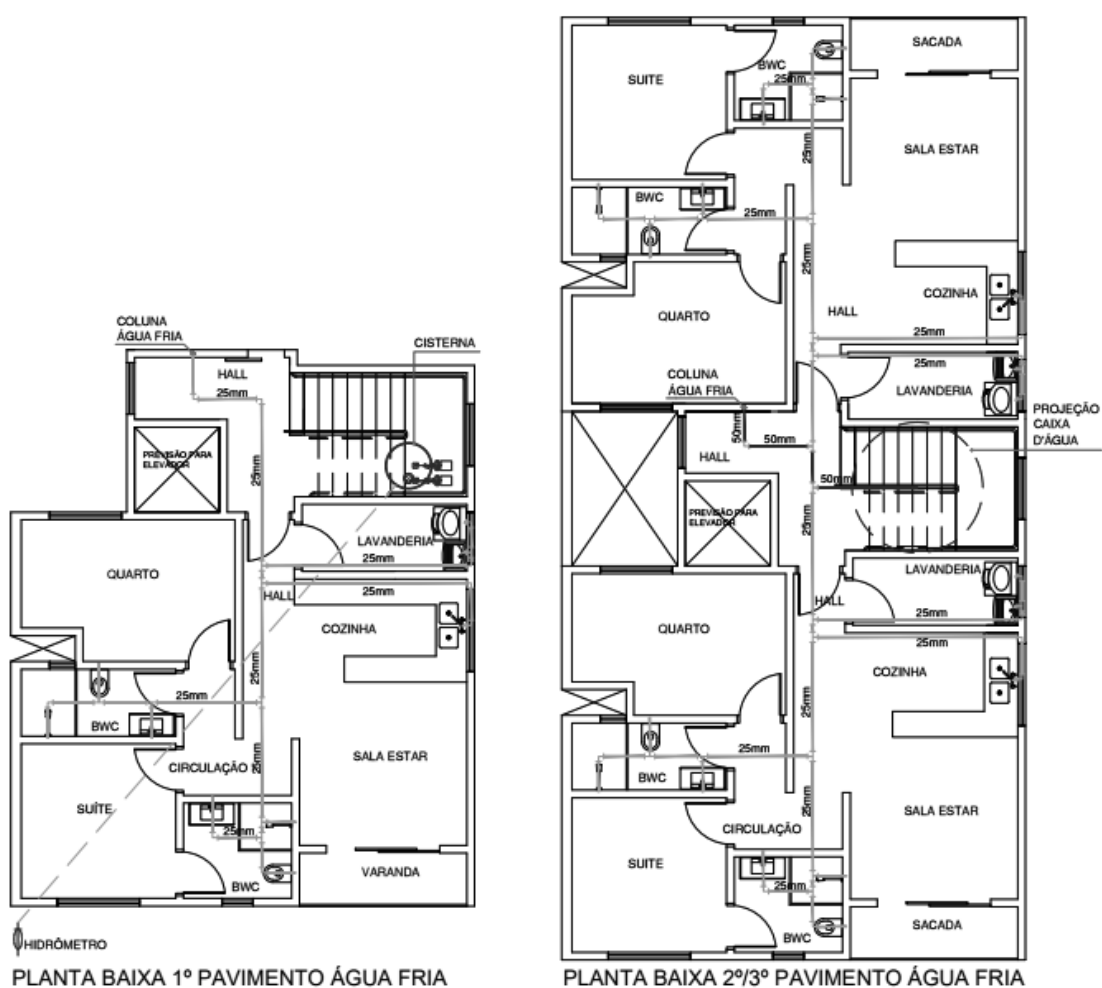 COLUNA
ÁGUA FRIA
CISTERNA
HALL
25mm
PREVISÃO PARA
ELEVADOR
25mm
LAVANDERIA
25mm
QUARTO
HALL
25mm
COZINHA
25mm
25mm
BWC
CIRCULAÇÃO
25mm
SALA ESTAR
SUÍTE
25mm
BWC
VARANDA
HIDRÔMETRO
PLANTA BAIXA 1º PAVIMENTO ÁGUA FRIA
SACADA
SUITE
BWC
25mm
25mm
SALA ESTAR
BWC
25mm
25mm
COZINHA
QUARTO
HALL
25mm
25mm
COLUNA
ÁGUA FRIA
LAVANDERIA
PROJEÇÃO
CAIXA
D'ÁGUA
50mm
50mm
HALL
50mm
PREVISÃO PARA
ELEVADOR
25mm
LAVANDERIA
HALL
25mm
QUARTO
25mm
COZINHA
25mm
25mm
BWC
25mm
SALA ESTAR
CIRCULAÇÃO
SUITE
25mm
BWC
SACADA
PLANTA BAIXA 2º/3º PAVIMENTO ÁGUA FRIA